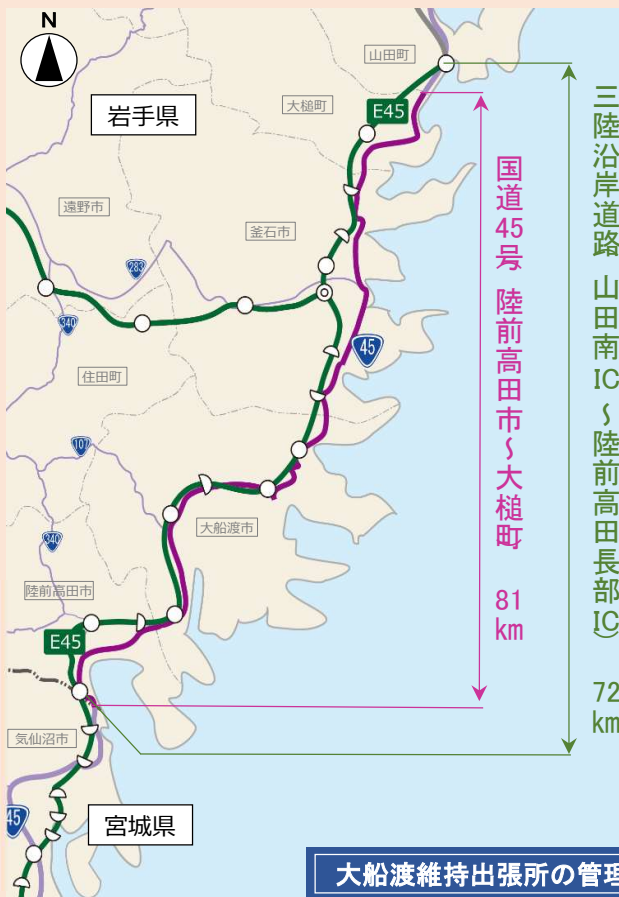 N
山田町
岩手県
大槌町
E45
遠野市
釜石市
283
340
45
住田町
107
大船渡市
340
陸前高田市
E45
気仙沼市
45
宮城県
国道45号 陸前高田市～大槌町 81km
三陸沿岸道路 山田南IC～陸前高田長部IC） 72km
大船渡維持出張所の管理